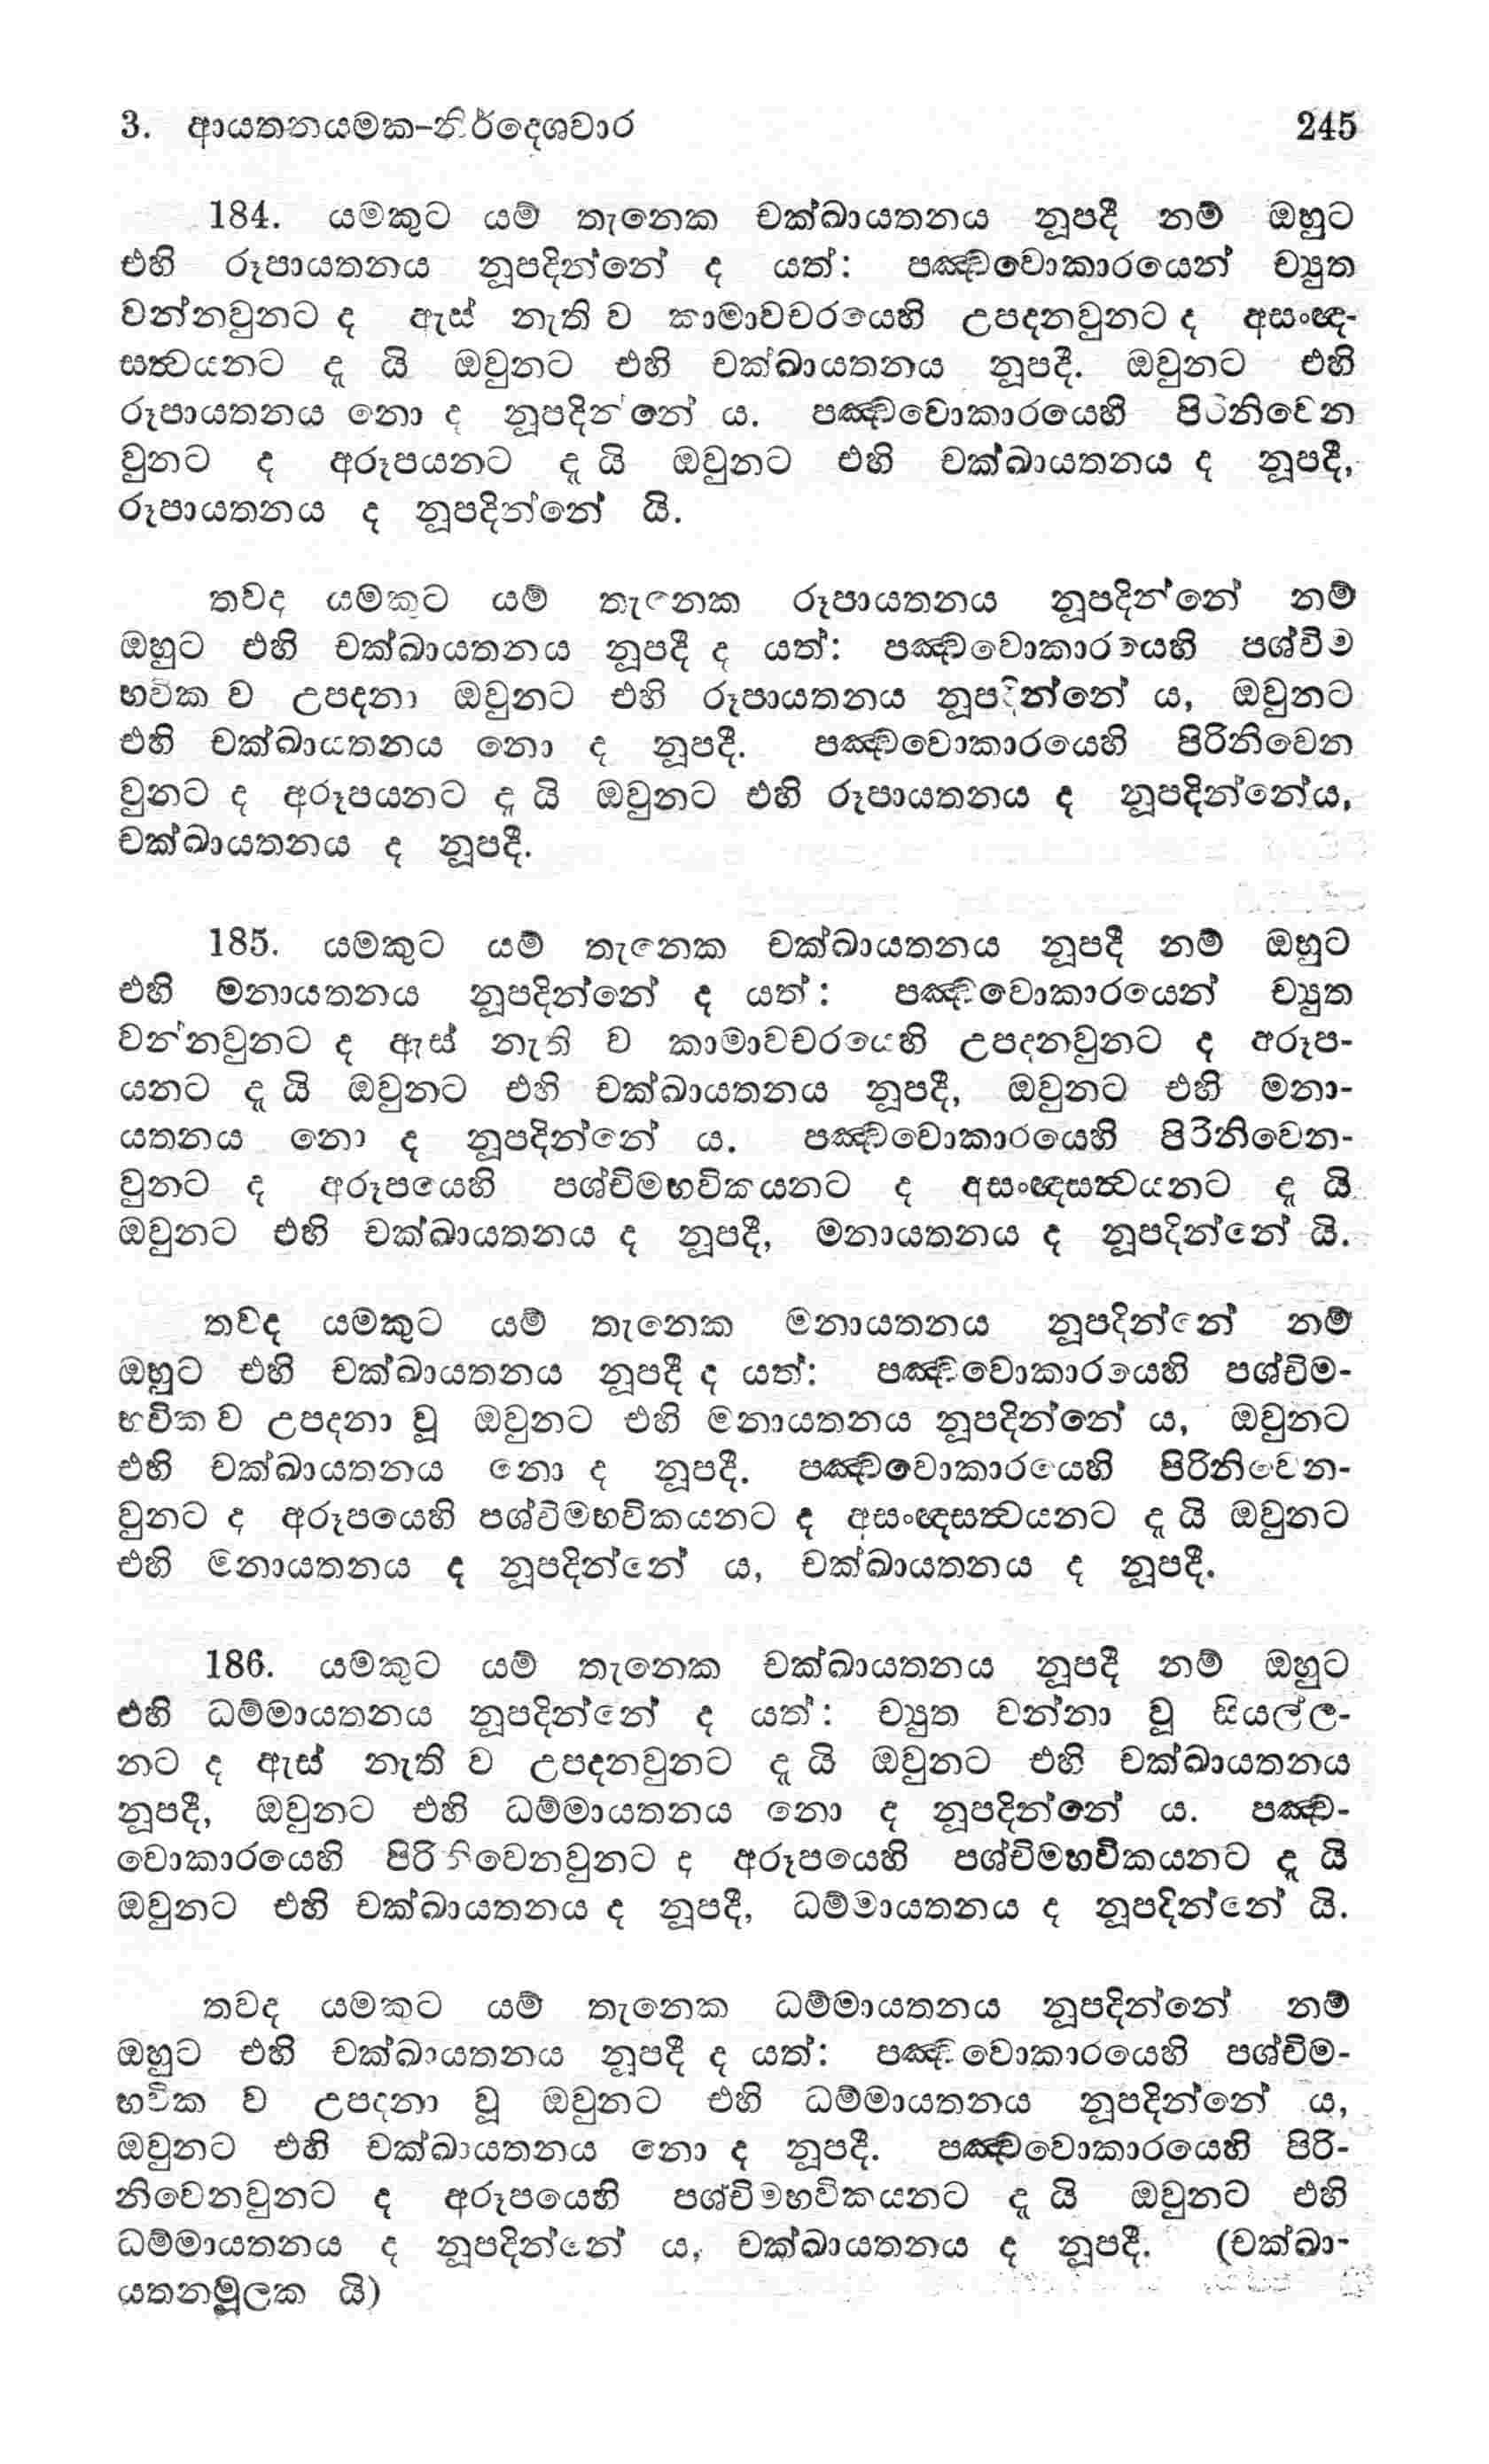 3. ආයතනයමක-නිර්දෙශවාර 245
184. යමකුට යම් තැනෙක චක්ඛායතනය නූපදී නම් ඔහුට
එහි රූපායතනය නූපදින්නේ ද යත්: පඤ්චවොකාරයෙන් ච්‍යුත
වන්නවුනට ද ඇස් නැති ව කාමාවචරයෙහි උපදනවුනට ද අසංඥ-
සත්‍වයනට ද‍ූ යි ඔවුනට එහි චක්ඛායතනය නූපදී. ඔවුනට එහි
රූපායතනය නො ද නූපදින්නේ ය. පඤ්චවොකාරයෙහි පිරිනිවෙන
වුනට ද අරූපයනට ද‍ූ යි ඔවුනට එහි චක්ඛායතනය ද නූපදී,
රූපායතනය ද නූපදින්නේ යි.
තවද යමකුට යම් තැනෙක රූපායතනය නූපදින්නේ නම්
ඔහුට එහි චක්ඛායතනය නූපදී ද යත්: පඤ්චවොකාරයෙහි පශ්විම
භවික ව උපදනා ඔවුනට එහි රූපායතනය නූපදින්නේ ය, ඔවුනට
එහි චක්ඛායතනය නො ද නූපදී. පඤ්චවොකාරයෙහි පිරිනිවෙන
වුනට ද අරූපයනට ද‍ූ යි ඔවුනට එහි රූපායතනය ද නූපදින්නේය,
චක්ඛායතනය ද නූපදී.
185. යමකුට යම් තැනෙක චක්ඛායතනය නූපදී නම් ඔහුට
එහි මනායතනය නූපදින්නේ ද යත්: පඤ්චවොකාරයෙන් ච්‍යුත
වන්නවුනට ද ඇස් නැති ව කාමාවචරයෙහි උපදනවුනට ද අරූප-
යනට ද‍ූ යි ඔවුනට එහි චක්ඛායතනය නූපදී, ඔවුනට එහි මනා-
යතනය නො ද නූපදින්නේ ය. පඤ්චවොකාරයෙහි පිරිනිවෙන-
වුනට ද අරූපයෙහි පශ්චිමභවිකයනට ද අසංඥසත්‍වයනට ද‍ූ යි
ඔවුනට එහි චක්ඛායතනය ද නූපදී, මනායතනය ද නූපදින්නේ යි.
තවද යමකුට යම් තැනෙක මනායතනය නූපදින්නේ නම්
ඔහුට එහි චක්ඛායතනය නූපදී ද යත්: පඤ්චවොකාරයෙහි පශ්චිම-
භවික ව උපදනා වූ ඔවුනට එහි මනායතනය නූපදින්නේ ය, ඔවුනට
එහි චක්ඛායතනය නො ද නූපදී. පඤ්චවොකාරයෙහි පිරිනිවෙන-
වුනට ද අරූපයෙහි පශ්චිමභවිකයනට ද අසංඥසත්‍වයනට ද‍ූ යි ඔවුනට
එහි මනායතනය ද නූපදින්නේ ය, චක්ඛායතනය ද නූපදී.
186. යමකුට යම් තැනෙක චක්ඛායතනය නූපදී නම් ඔහුට
එහි ධම්මායතනය නූපදින්නේ ද යත්: ච්‍යුත වන්නා වූ සියල්ල-
නට ද ඇස් නැති ව උපදනවුනට ද‍ූ යි ඔවුනට එහි චක්ඛායතනය
නූපදී, ඔවුනට එහි ධම්මායතනය නො ද නූපදින්නේ ය. පඤ්ච-
වොකාරයෙහි පිරිනිවෙනවුනට ද අරූපයෙහි පශ්චිමභවිකයනට ද‍ූ යි
ඔවුනට එහි චක්ඛායතනය ද නූපදී, ධම්මායතනය ද නූපදින්නේ යි.
තවද යමකුට යම් තැනෙක ධම්මායතනය නූපදින්නේ නම්
ඔහුට එහි චක්ඛායතනය නූපදී ද යත්: පඤ්චවොකාරයෙහි පශ්චිම-
භවික ව උපදනා වූ ඔවුනට එහි ධම්මායතනය නූපදින්නේ ය,
ඔවුනට එහි චක්ඛායතනය නො ද නූපදී. පඤ්චවොකාරයෙහි පිරි-
නිවෙනවුනට ද අරූපයෙහි පශ්චිමභවිකයනට ද‍ූ යි ඔවුනට එහි
ධම්මායතනය ද නූපදින්නේ ය, චක්ඛායතනය ද නූපදී. (චක්ඛා-
යතනමූලක යි)